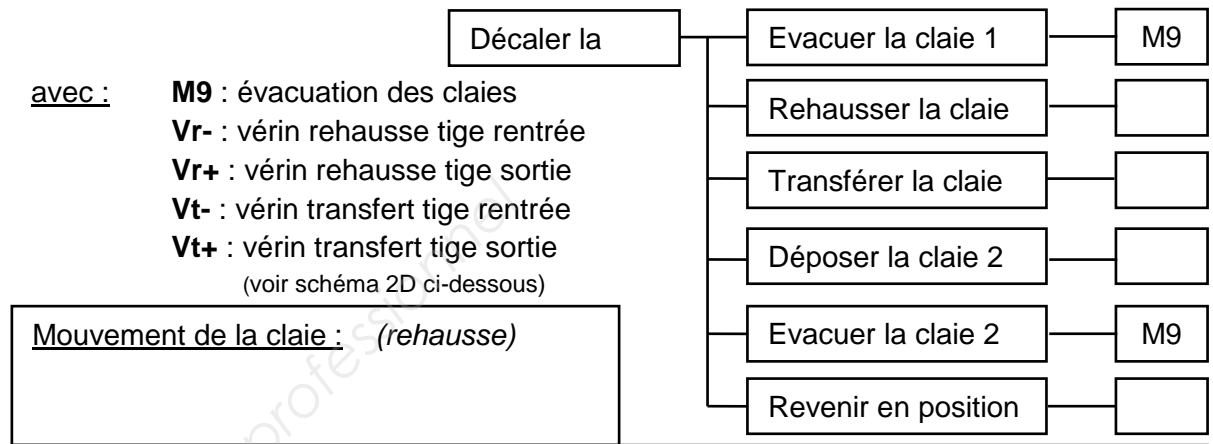 Décaler la
Evacuer la claie 1
M9
avec :
M9 : évacuation des claies
Vr- : vérin rehausse tige rentrée
Vr+ : vérin rehausse tige sortie
Vt- : vérin transfert tige rentrée
Vt+ : vérin transfert tige sortie
(voir schéma 2D ci-dessous)
Rehausser la claie
Transférer la claie
Déposer la claie 2
Evacuer la claie 2
M9
Revenir en position
Mouvement de la claie : (rehausse)
professionnel